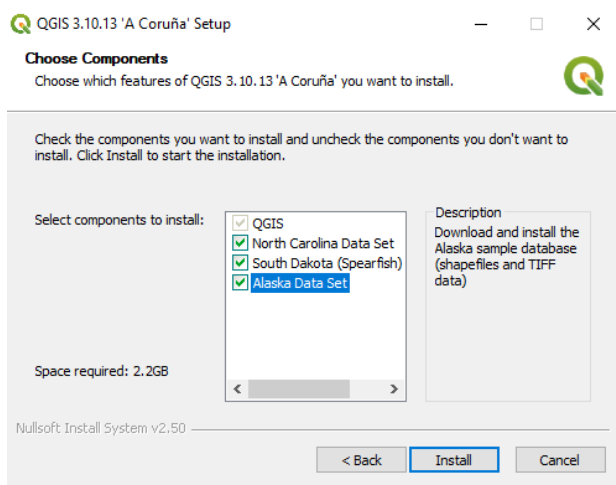 QGIS 3.10.13 'A Coruña' Setup
Choose Components
Choose which features of QGIS 3.10.13 'A Coruña' you want to install.
Check the components you want to install and uncheck the components you don't want to
install. Click Install to start the installation.
Select components to install:
QGIS
North Carolina Data Set
South Dakota (Spearfish)
Alaska Data Set
Description
Download and install the
Alaska sample database
(shapefiles and TIFF
data)
Space required: 2.2GB
Nullsoft Install System v2.50
< Back
Install
Cancel